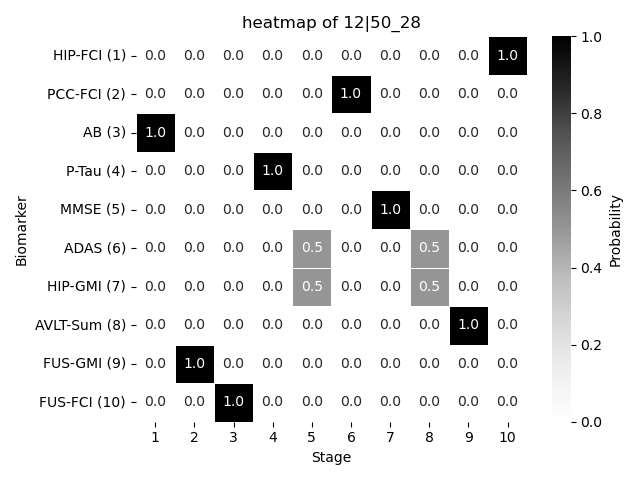 heatmap of 12|50_28
HIP-FCI (1) 0.0 0.0 0.0 0.0 0.0 0.0 0.0 0.0 0.0 1.0
PCC-FCI (2) 0.0 0.0 0.0 0.0 0.0 1.0 0.0 0.0 0.0 0.0
AB (3) 1.0 0.0 0.0 0.0 0.0 0.0 0.0 0.0 0.0 0.0
P-Tau (4) 0.0 0.0 0.0 1.0 0.0 0.0 0.0 0.0 0.0 0.0
MMSE (5) 0.0 0.0 0.0 0.0 0.0 0.0 1.0 0.0 0.0 0.0
ADAS (6) 0.0 0.0 0.0 0.0 0.5 0.0 0.0 0.5 0.0 0.0
HIP-GMI (7) 0.0 0.0 0.0 0.0 0.5 0.0 0.0 0.5 0.0 0.0
AVLT-Sum (8) 0.0 0.0 0.0 0.0 0.0 0.0 0.0 0.0 1.0 0.0
FUS-GMI (9) 0.0 1.0 0.0 0.0 0.0 0.0 0.0 0.0 0.0 0.0
FUS-FCI (10) 0.0 0.0 1.0 0.0 0.0 0.0 0.0 0.0 0.0 0.0
1 2 3 4 5 6 7 8 9 10
Stage
Biomarker
1.0
0.8
0.6
0.4
0.2
0.0
Probability